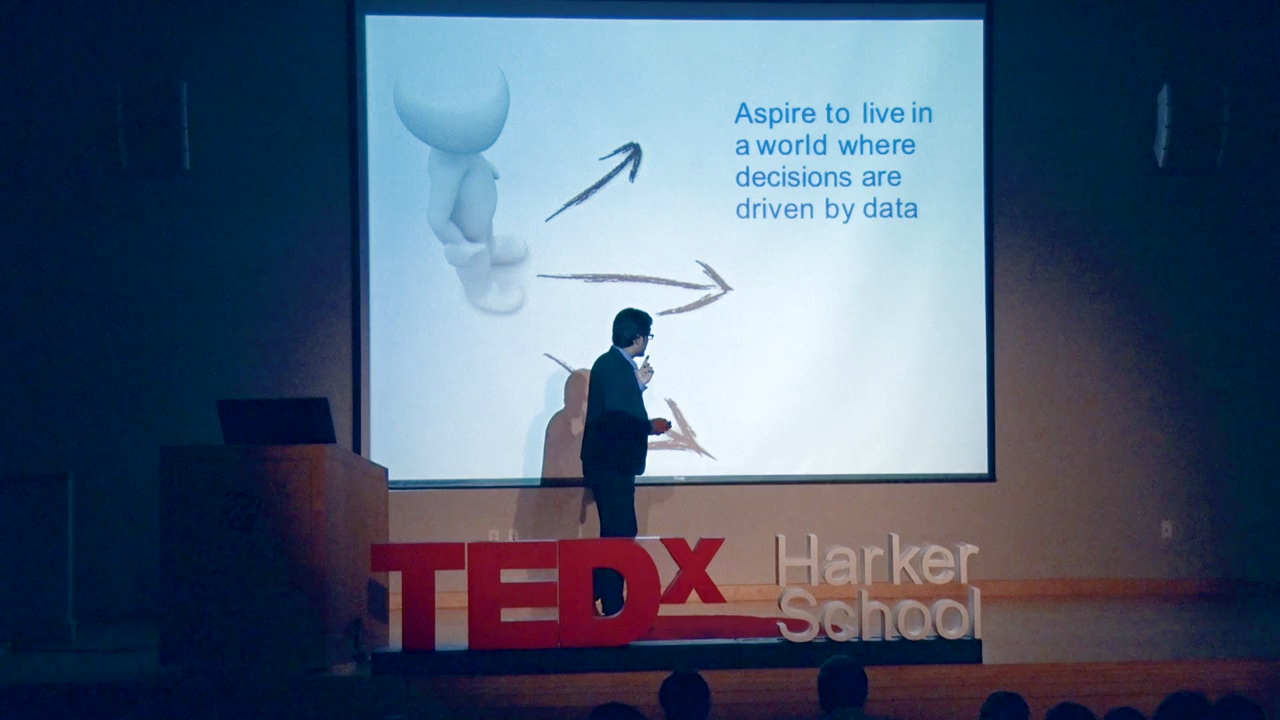 Aspire to live in
a world where
decisions are
driven by data
TEDx
Harker
School